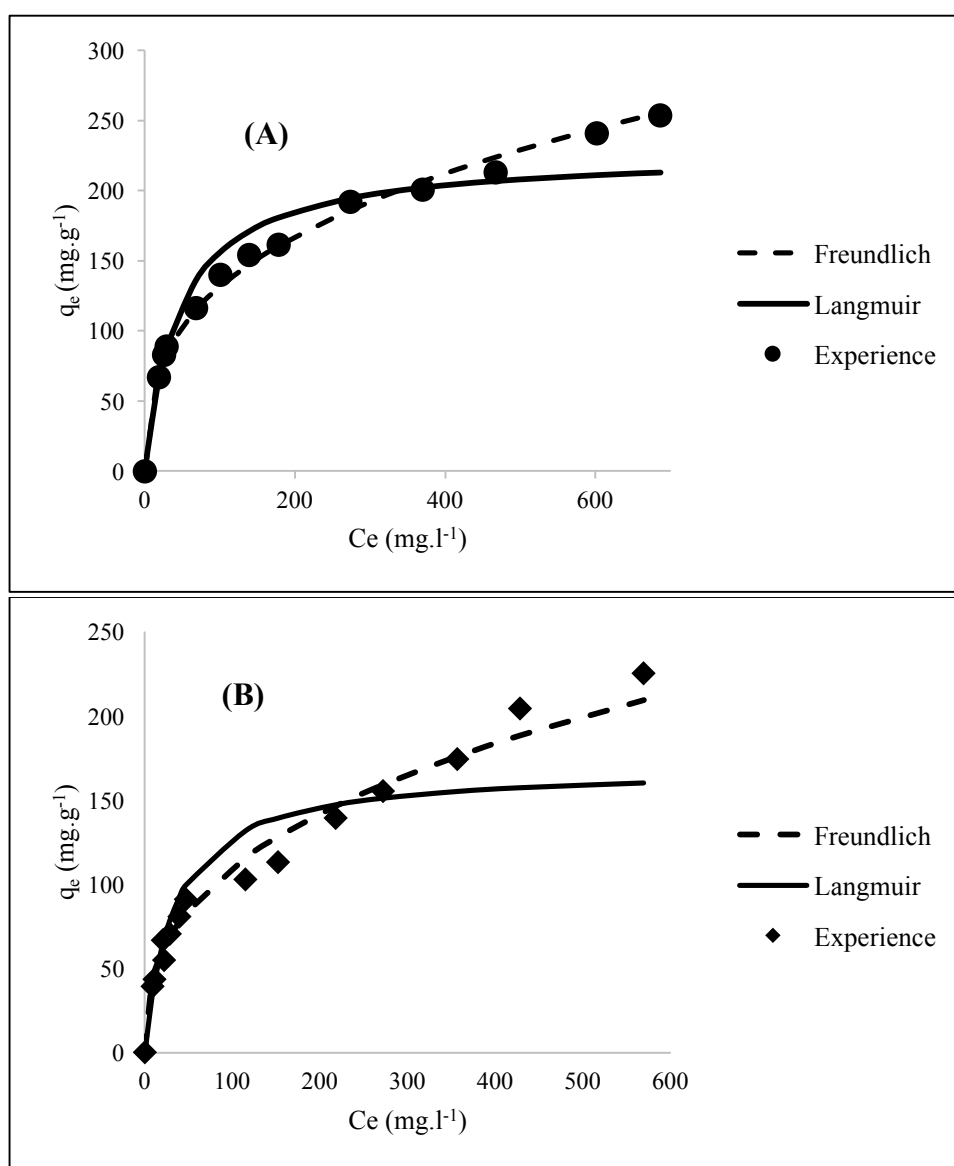 300
250
200
150
100
50
0
(A)
qe (mg.g-1)
0 200 400 600
Ce (mg.l-1)
Freundlich
Langmuir
Experience
250
200
150
100
50
0
(B)
qe (mg.g-1)
0 100 200 300 400 500 600
Ce (mg.l-1)
Freundlich
Langmuir
Experience